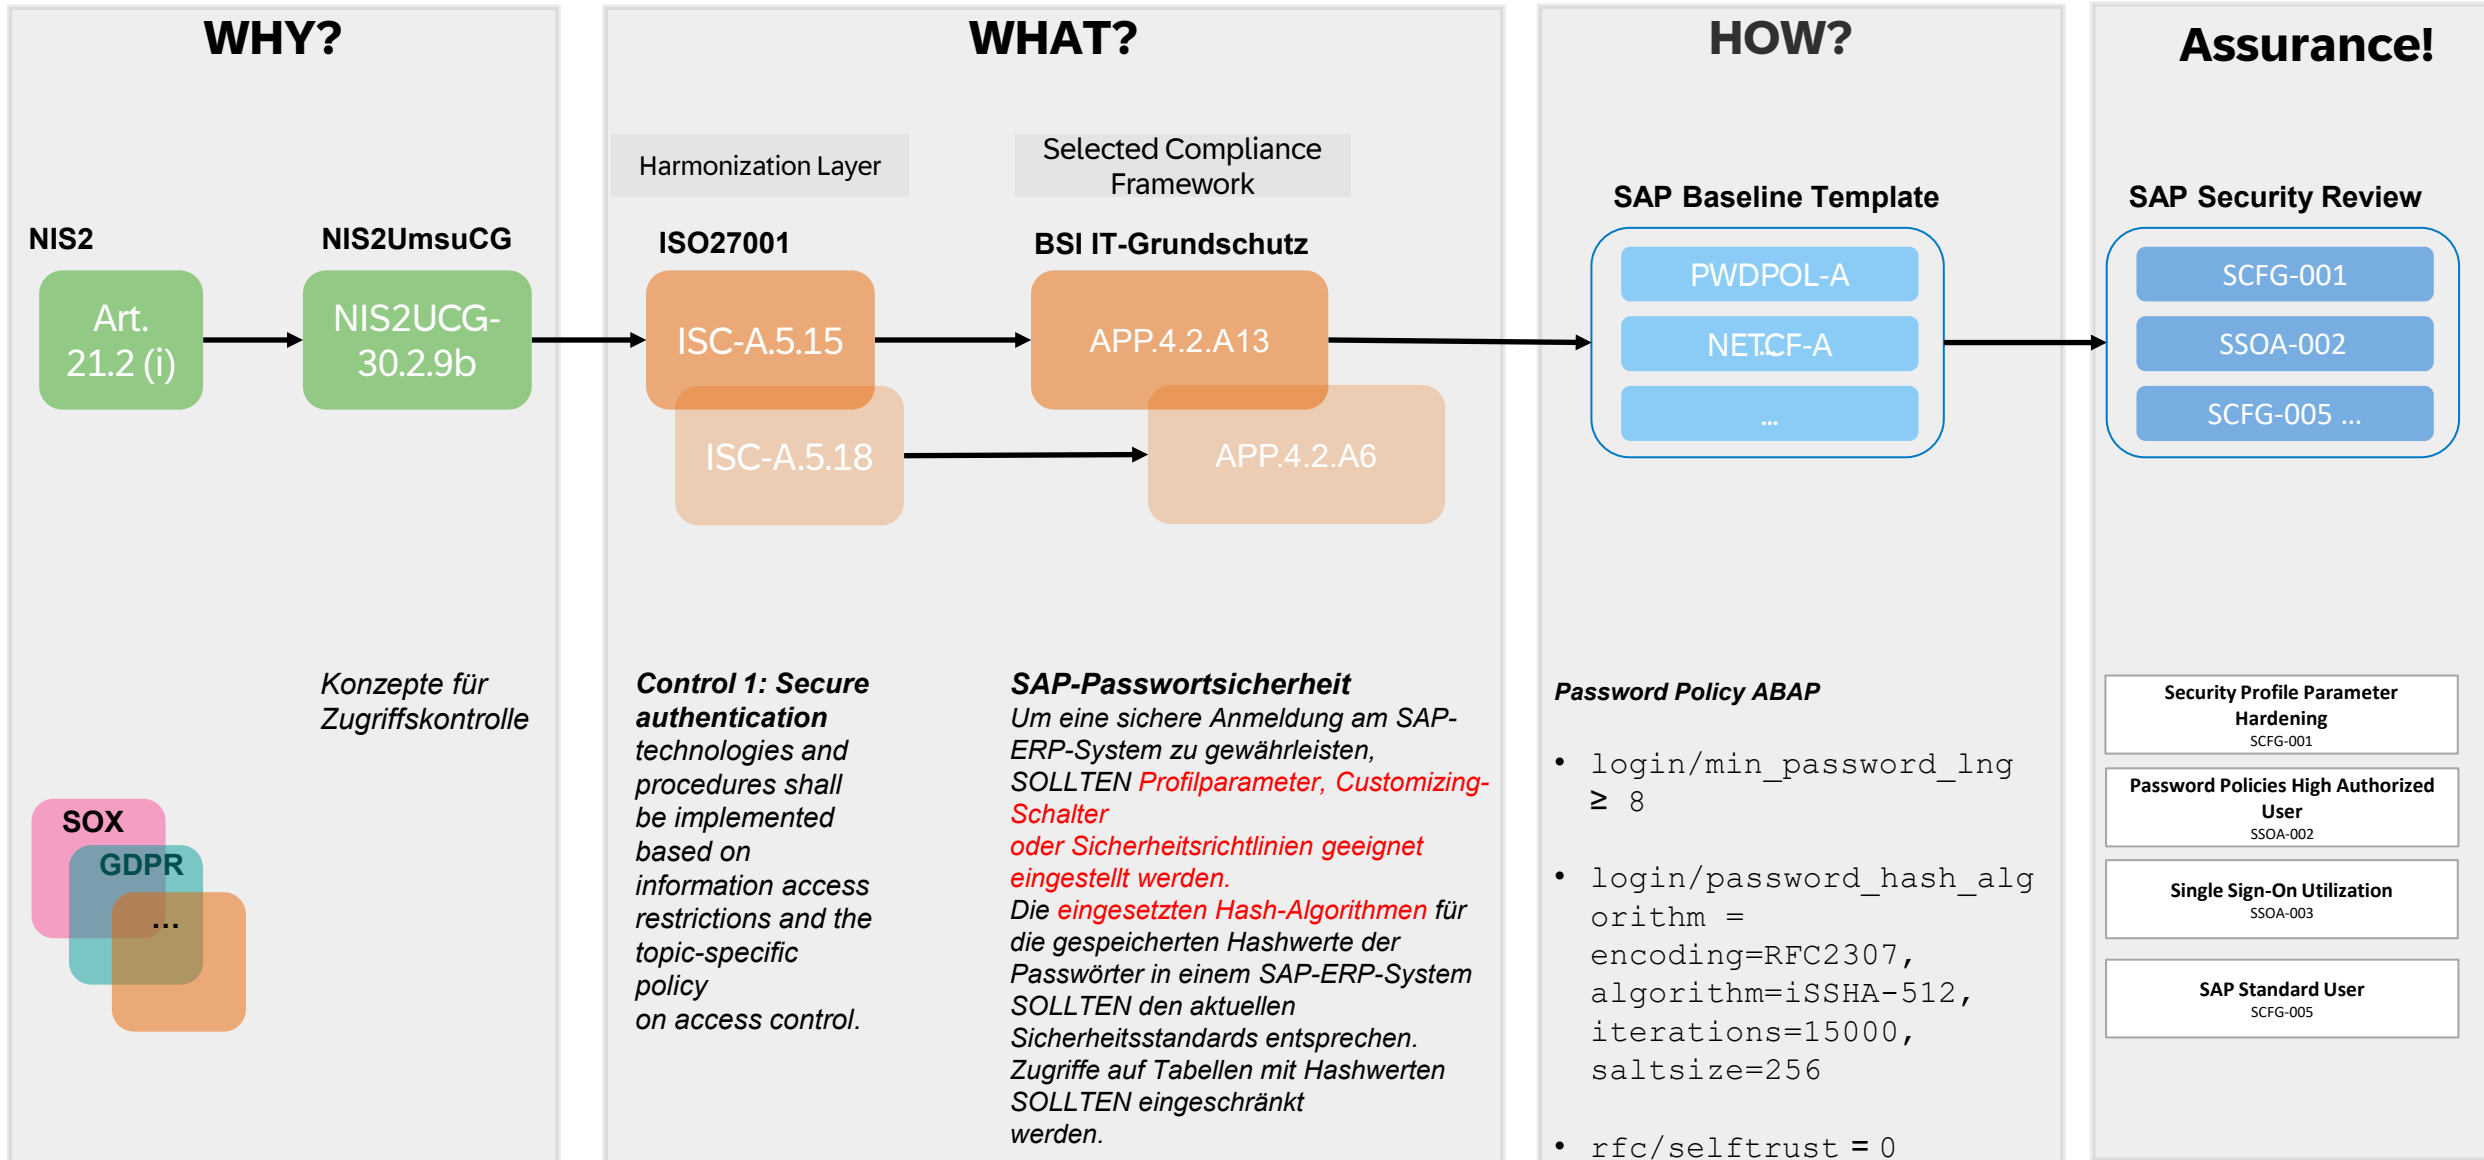 WHY?
NIS2
NIS2UmsuCG
Art.
21.2 (i)
NIS2UCG-
30.2.9b
Konzepte für
Zugriffskontrolle
SOX
GDPR
...
WHAT?
Harmonization Layer
Selected Compliance
Framework
ISO27001
BSI IT-Grundschutz
ISC-A.5.15
APP.4.2.A13
ISC-A.5.18
APP.4.2.A6
Control 1: Secure
authentication
technologies and
procedures shall
be implemented
based on
information access
restrictions and the
topic-specific
policy
on access control.
SAP-Passwortsicherheit
Um eine sichere Anmeldung am SAP-
ERP-System zu gewährleisten,
SOLLTEN Profilparameter, Customizing-
Schalter
oder Sicherheitsrichtlinien geeignet
eingestellt werden.
Die eingesetzten Hash-Algorithmen für
die gespeicherten Hashwerte der
Passwörter in einem SAP-ERP-System
SOLLTEN den aktuellen
Sicherheitsstandards entsprechen.
Zugriffe auf Tabellen mit Hashwerten
SOLLTEN eingeschränkt
werden.
HOW?
SAP Baseline Template
PWDPOL-A
NETCF-A
...
...
Password Policy ABAP
• login/min_password_lng
≥ 8
• login/password_hash_alg
orithm =
encoding=RFC2307,
algorithm=iSSHA-512,
iterations=15000,
saltsize=256
• rfc/selftrust = 0
Assurance!
SAP Security Review
SCFG-001
SSOA-002
SCFG-005 ...
Security Profile Parameter
Hardening
SCFG-001
Password Policies High Authorized
User
SSOA-002
Single Sign-On Utilization
SSOA-003
SAP Standard User
SCFG-005